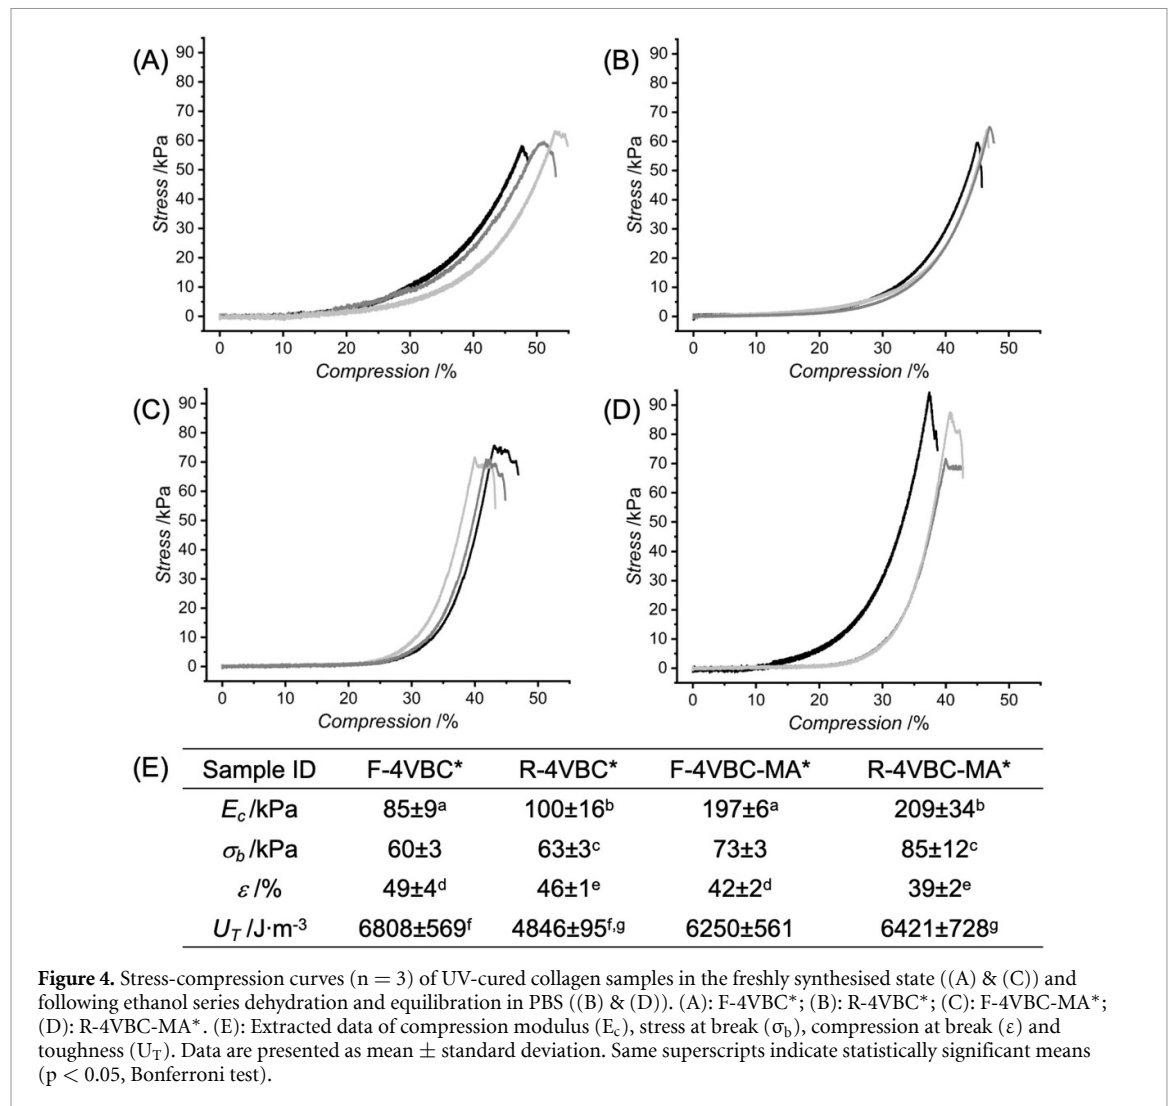 (A)
90
80
70
60
50
40
30
20
10
0
Stress /kPa
0 10 20 30 40 50
Compression /%
(B)
90
80
70
60
50
40
30
20
10
0
Stress /kPa
0 10 20 30 40 50
Compression /%
(C)
90
80
70
60
50
40
30
20
10
0
Stress /kPa
0 10 20 30 40 50
Compression /%
(D)
90
80
70
60
50
40
30
20
10
0
Stress /kPa
0 10 20 30 40 50
Compression /%
(E) Sample ID F-4VBC* R-4VBC* F-4VBC-MA* R-4VBC-MA*
E_c /kPa 85±9ᵃ 100±16ᵇ 197±6ᵃ 209±34ᵇ
σ_b /kPa 60±3 63±3ᶜ 73±3 85±12ᶜ
ε /% 49±4ᵈ 46±1ᵉ 42±2ᵈ 39±2ᵉ
U_T /J·m⁻³ 6808±569ᶠ 4846±95ᶠ,ᵍ 6250±561 6421±728ᵍ
Figure 4. Stress-compression curves (n = 3) of UV-cured collagen samples in the freshly synthesised state ((A) & (C)) and
following ethanol series dehydration and equilibration in PBS ((B) & (D)). (A): F-4VBC*; (B): R-4VBC*; (C): F-4VBC-MA*;
(D): R-4VBC-MA*. (E): Extracted data of compression modulus (E_c), stress at break (σ_b), compression at break (ε) and
toughness (U_T). Data are presented as mean ± standard deviation. Same superscripts indicate statistically significant means
(p < 0.05, Bonferroni test).